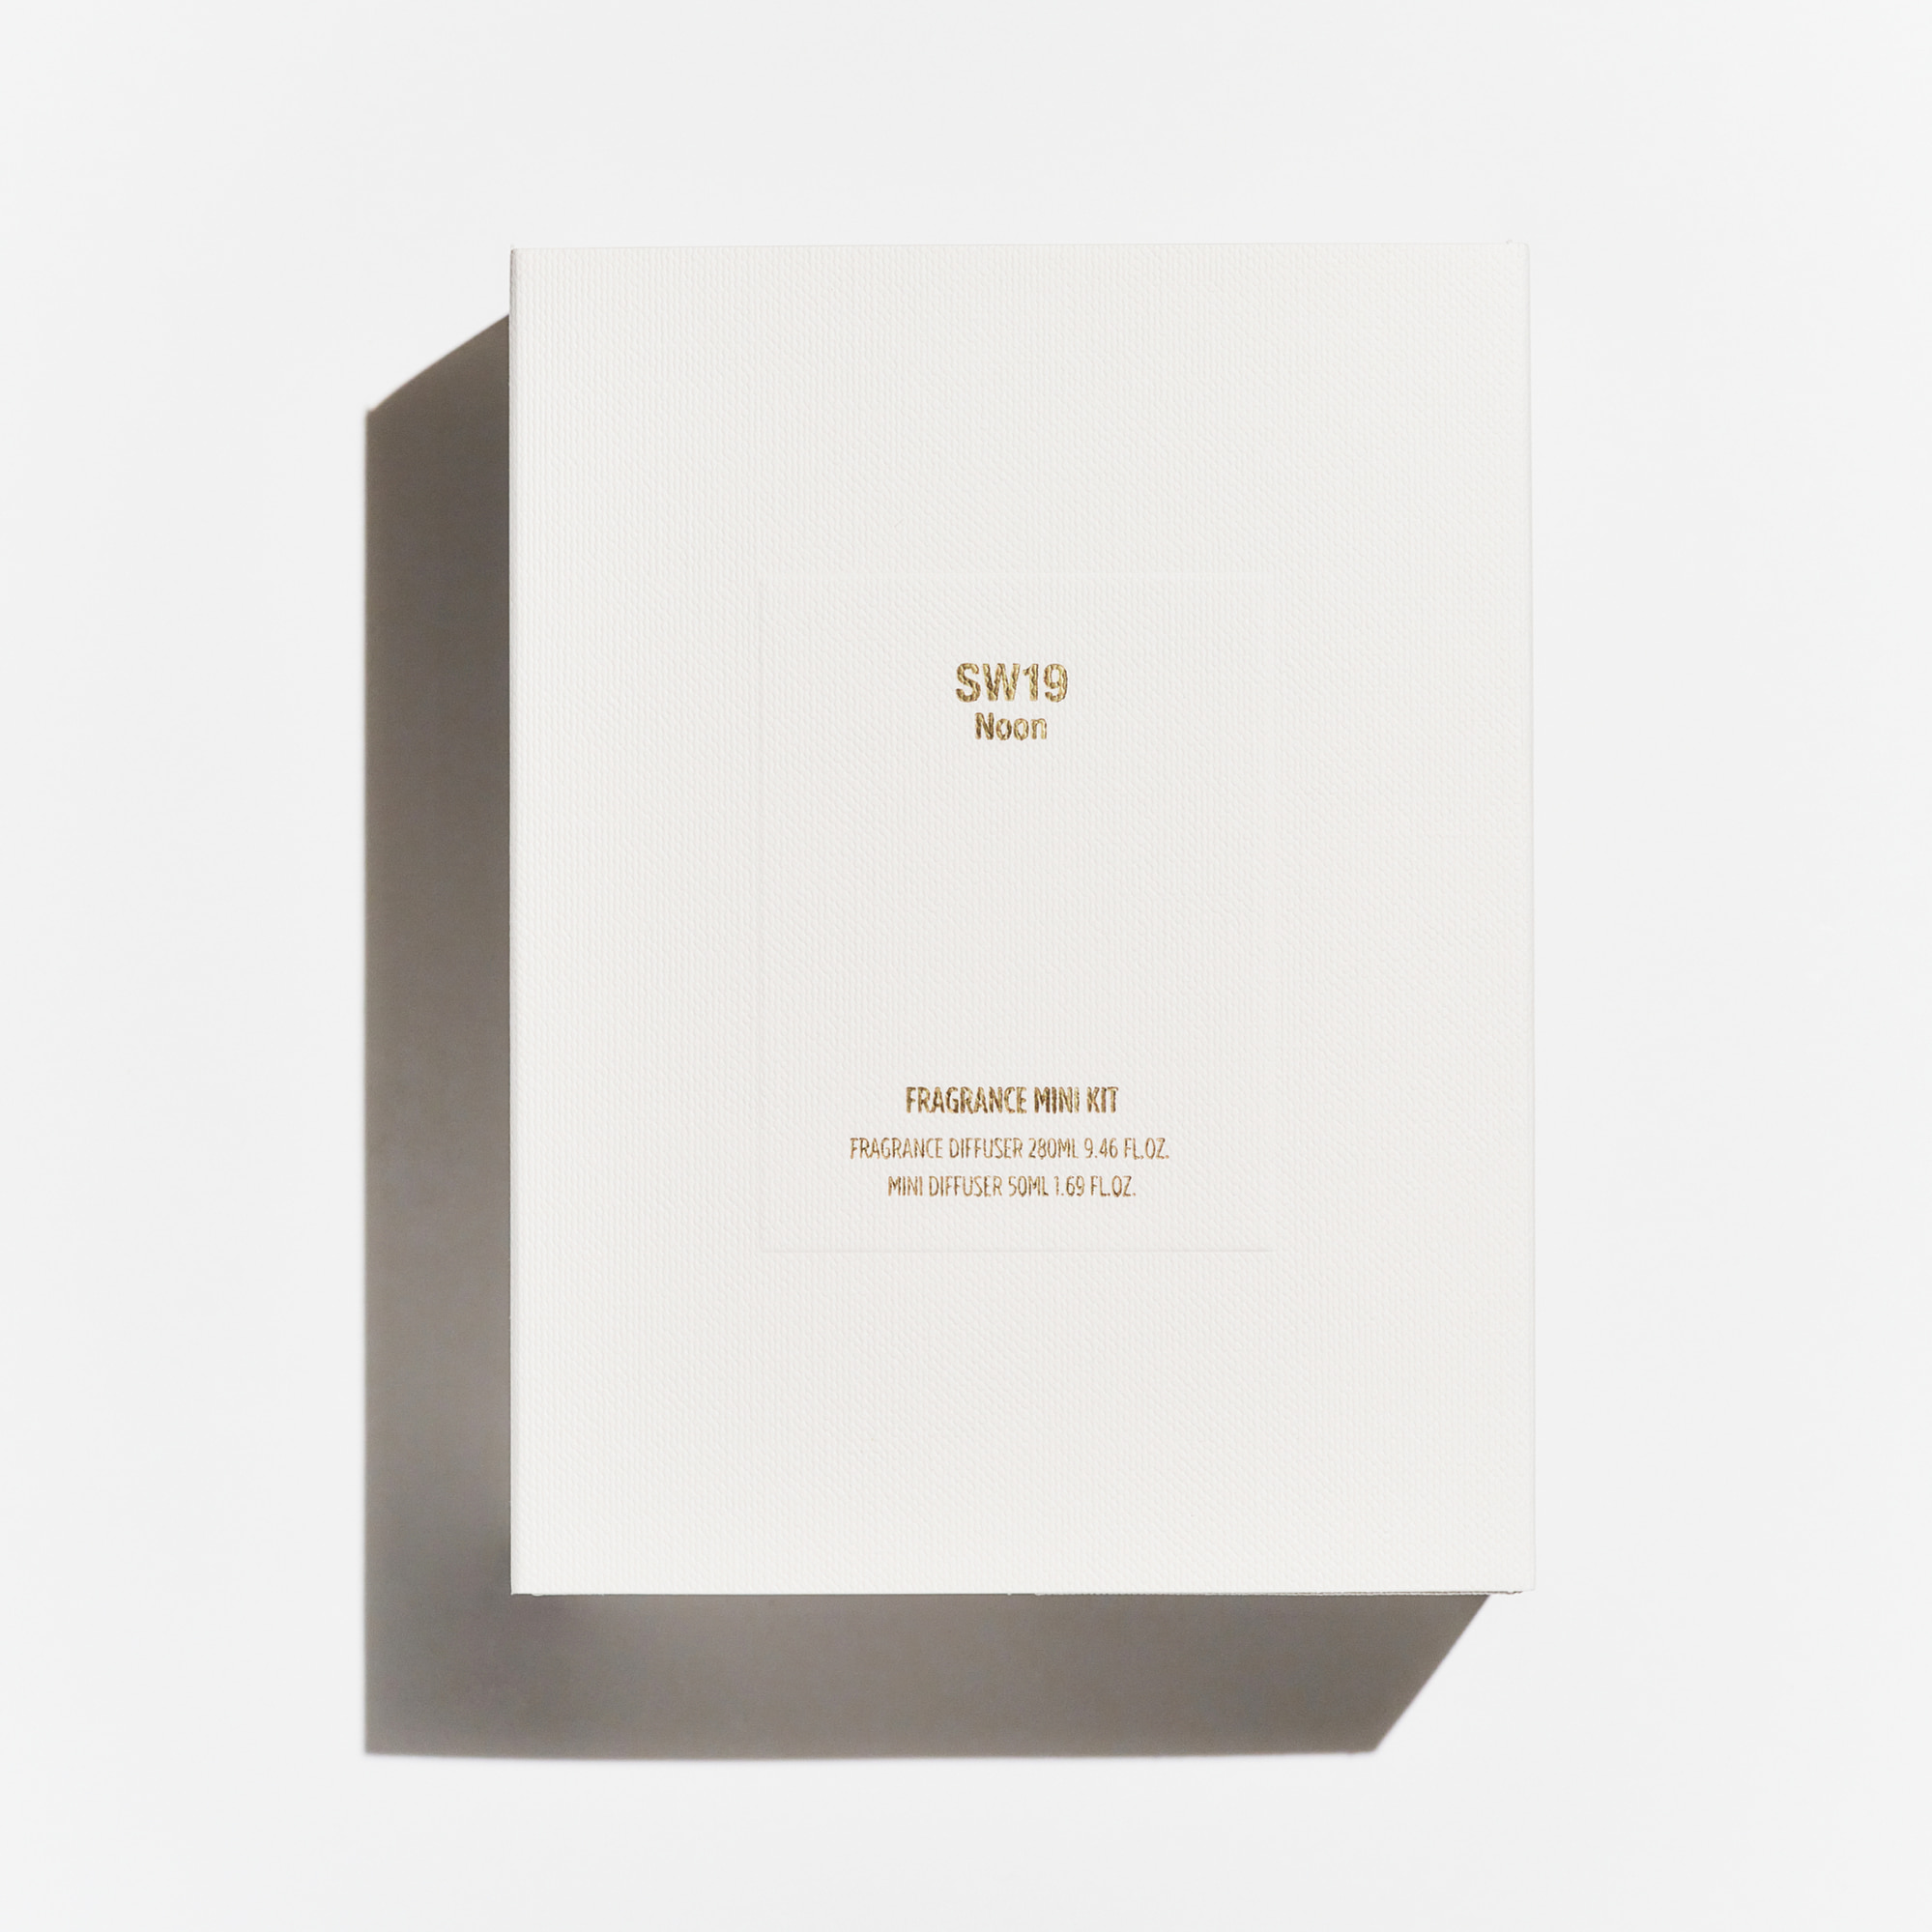 SW19
Noon
FRAGRANCE MINI KIT
FRAGRANCE DIFFUSER 280ML 9.46 FL.OZ.
MINI DIFFUSER 50ML 1.69 FL.OZ.